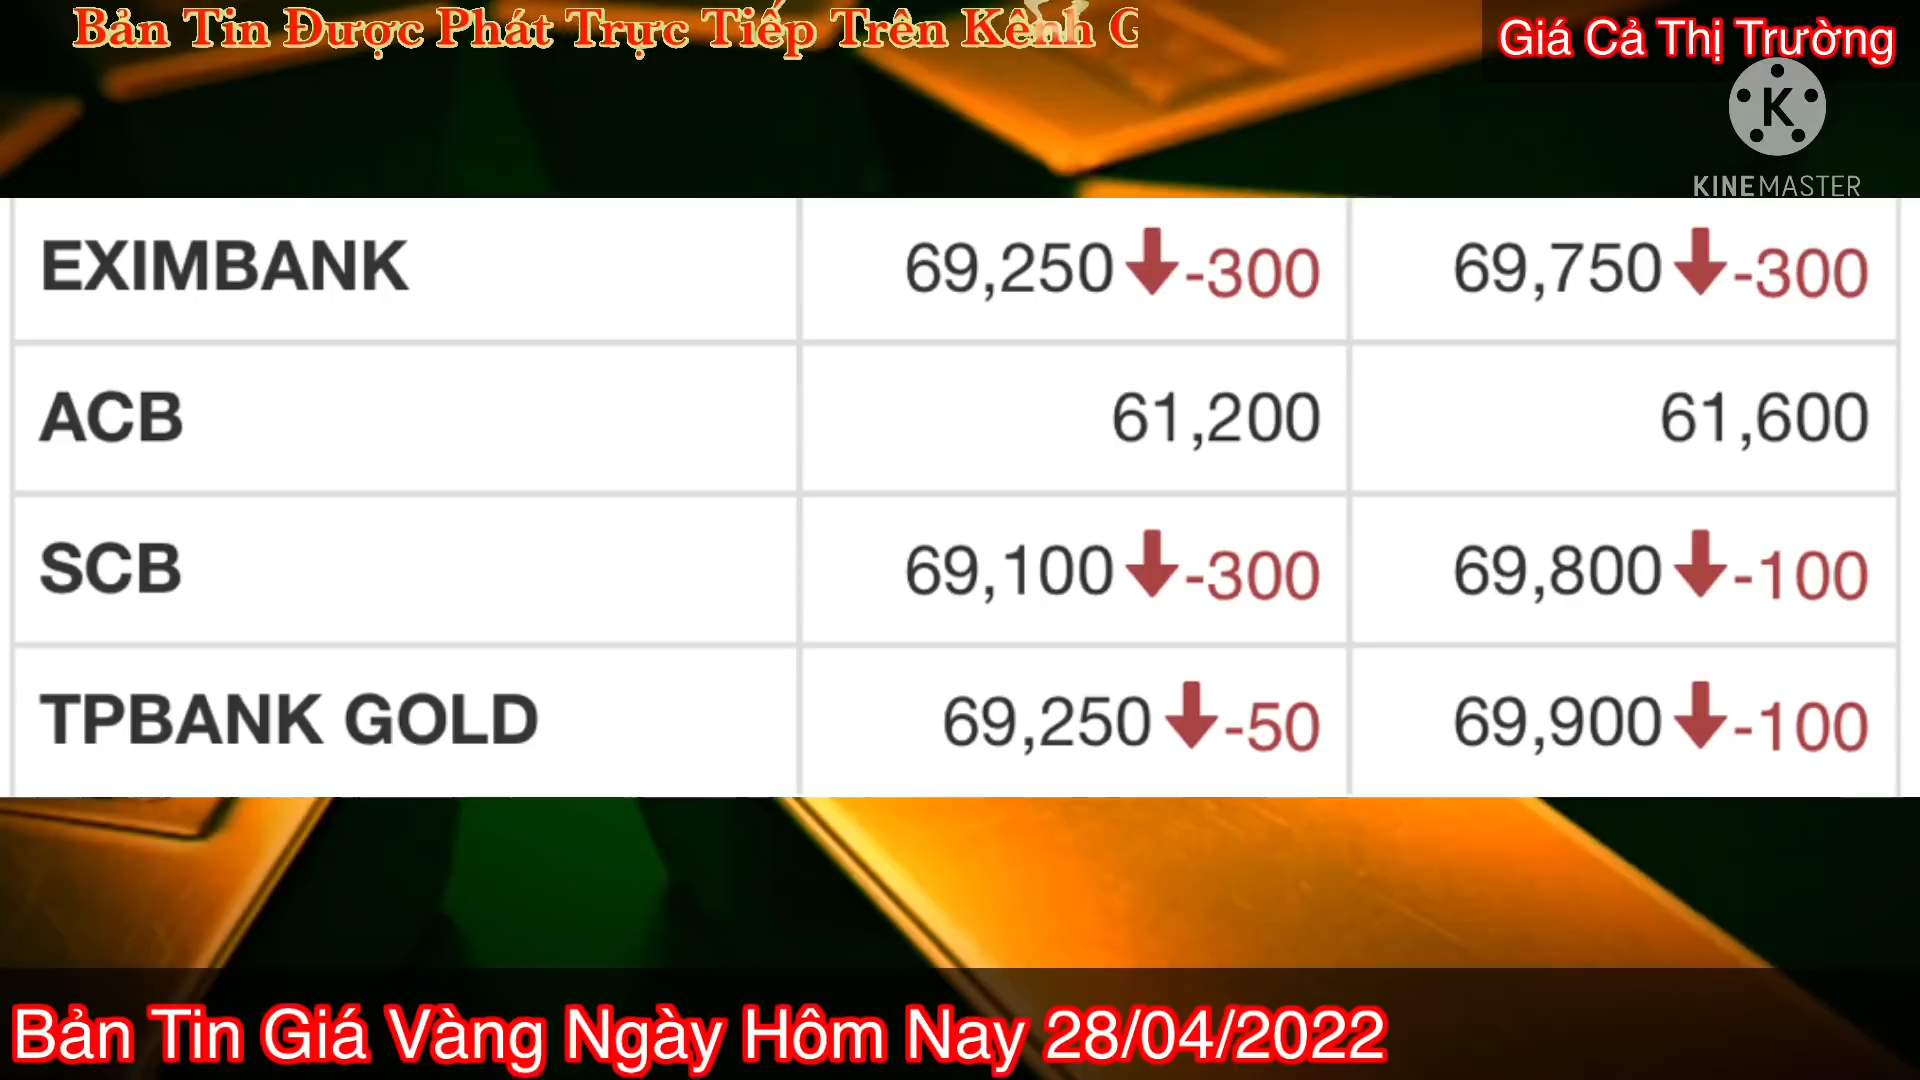 Bản Tin Được Phát Trực Tiếp Trên Kênh G
Giá Cả Thị Trường
K
KINEMASTER
EXIMBANK 69,250 -300 69,750 -300
ACB 61,200 61,600
SCB 69,100 -300 69,800 -100
TPBANK GOLD 69,250 -50 69,900 -100
Bản Tin Giá Vàng Ngày Hôm Nay 28/04/2022